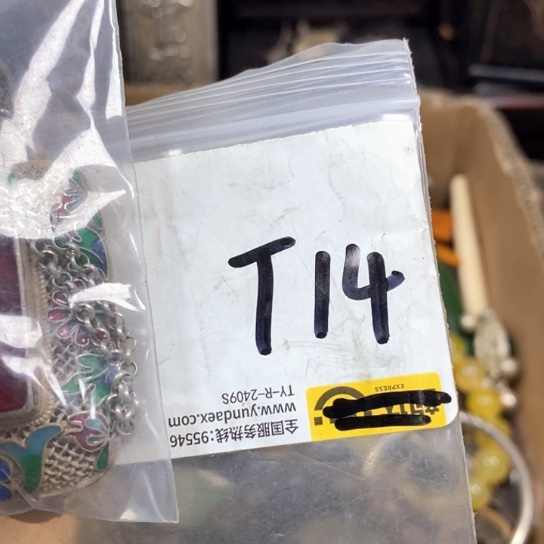 T14
EXPRESS
TY-R-2409S
www.yundaex.com
全国服务热线:95546